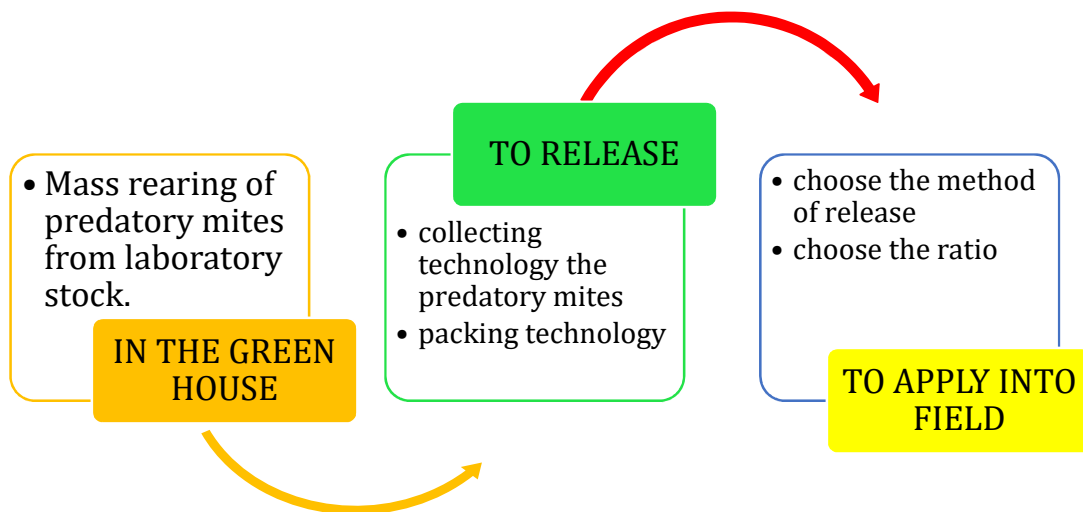 • Mass rearing of
predatory mites
from laboratory
stock.
IN THE GREEN
HOUSE
TO RELEASE
• collecting
technology the
predatory mites
• packing technology
• choose the method
of release
• choose the ratio
TO APPLY INTO
FIELD